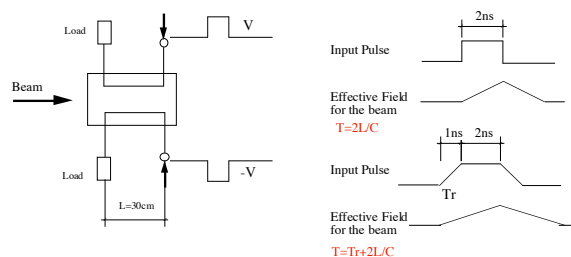 Load
V
Beam
Load
-V
L=30cm
2ns
Input Pulse
Effective Field
for the beam
T=2L/C
1ns
2ns
Input Pulse
Tr
Effective Field
for the beam
T=Tr+2L/C